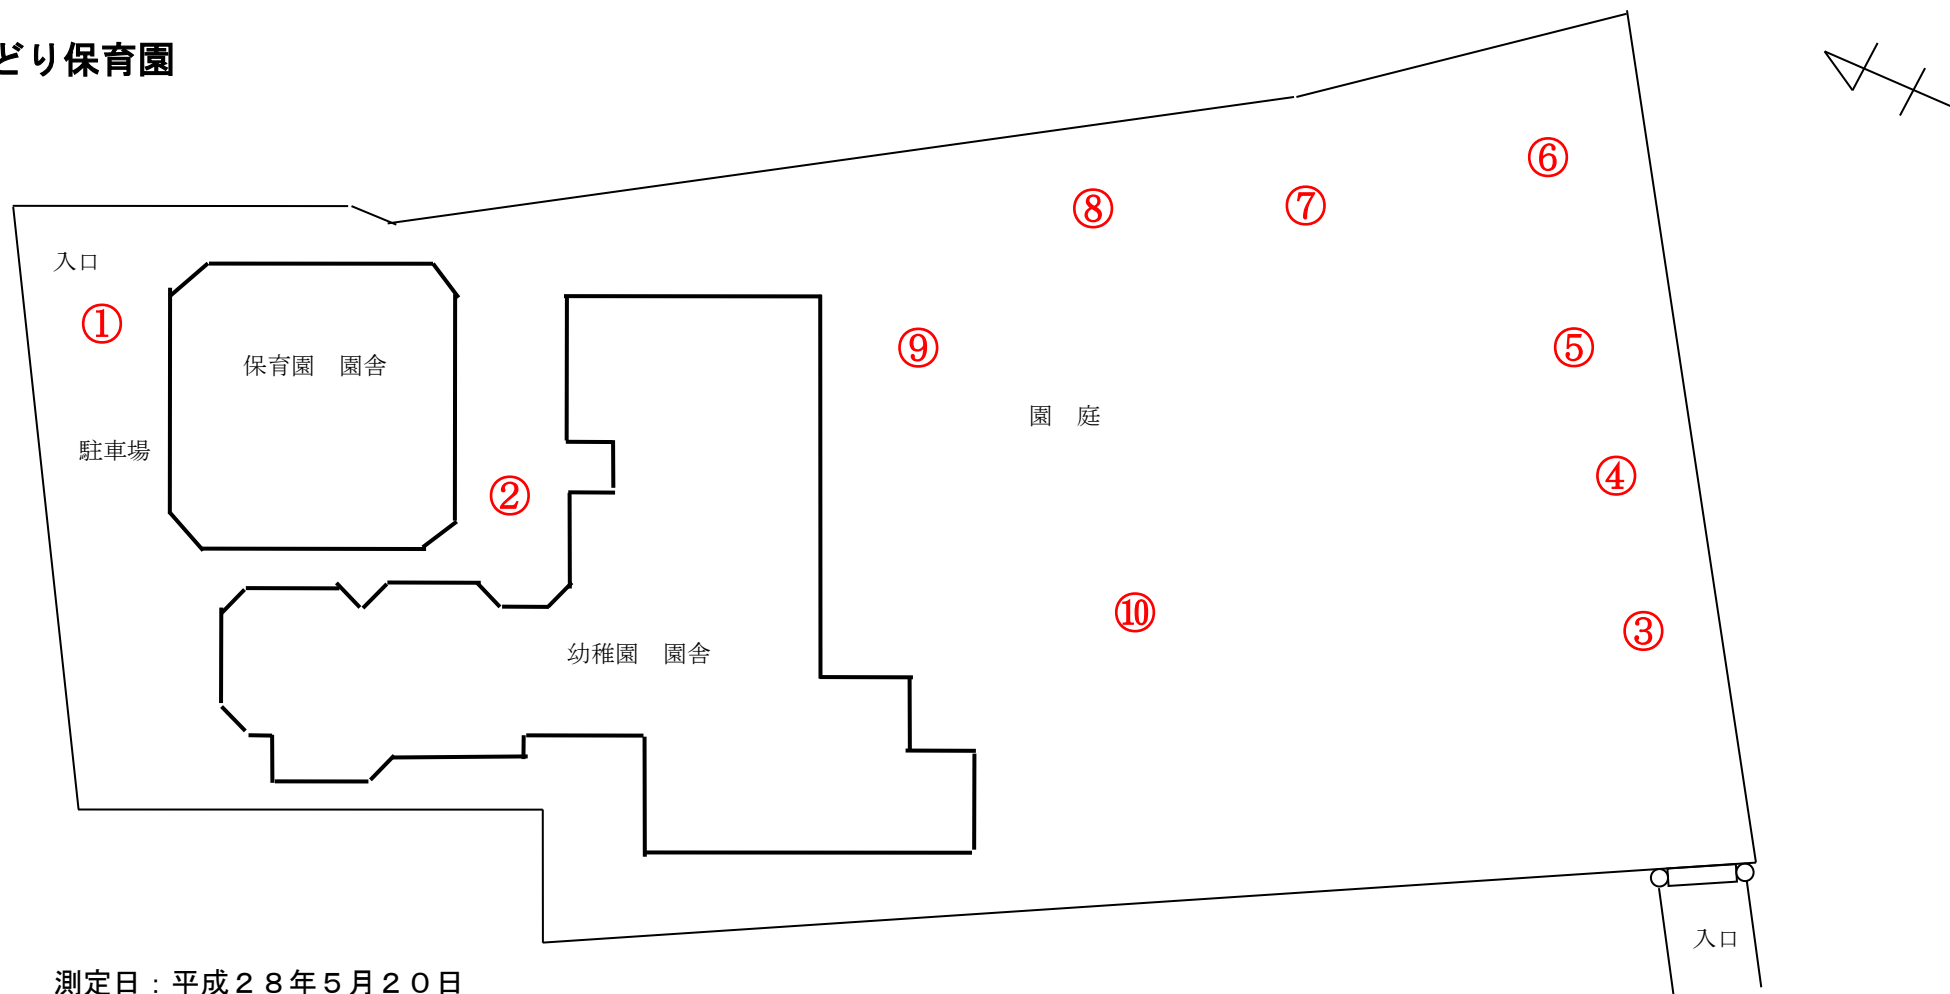 どり保育園
⑥
⑧ ⑦
入口
①
⑨ ⑤
保育園 園舎
園 庭
駐車場
② ④
⑩ ③
幼稚園 園舎
入口
測定日：平成２８年５月２０日